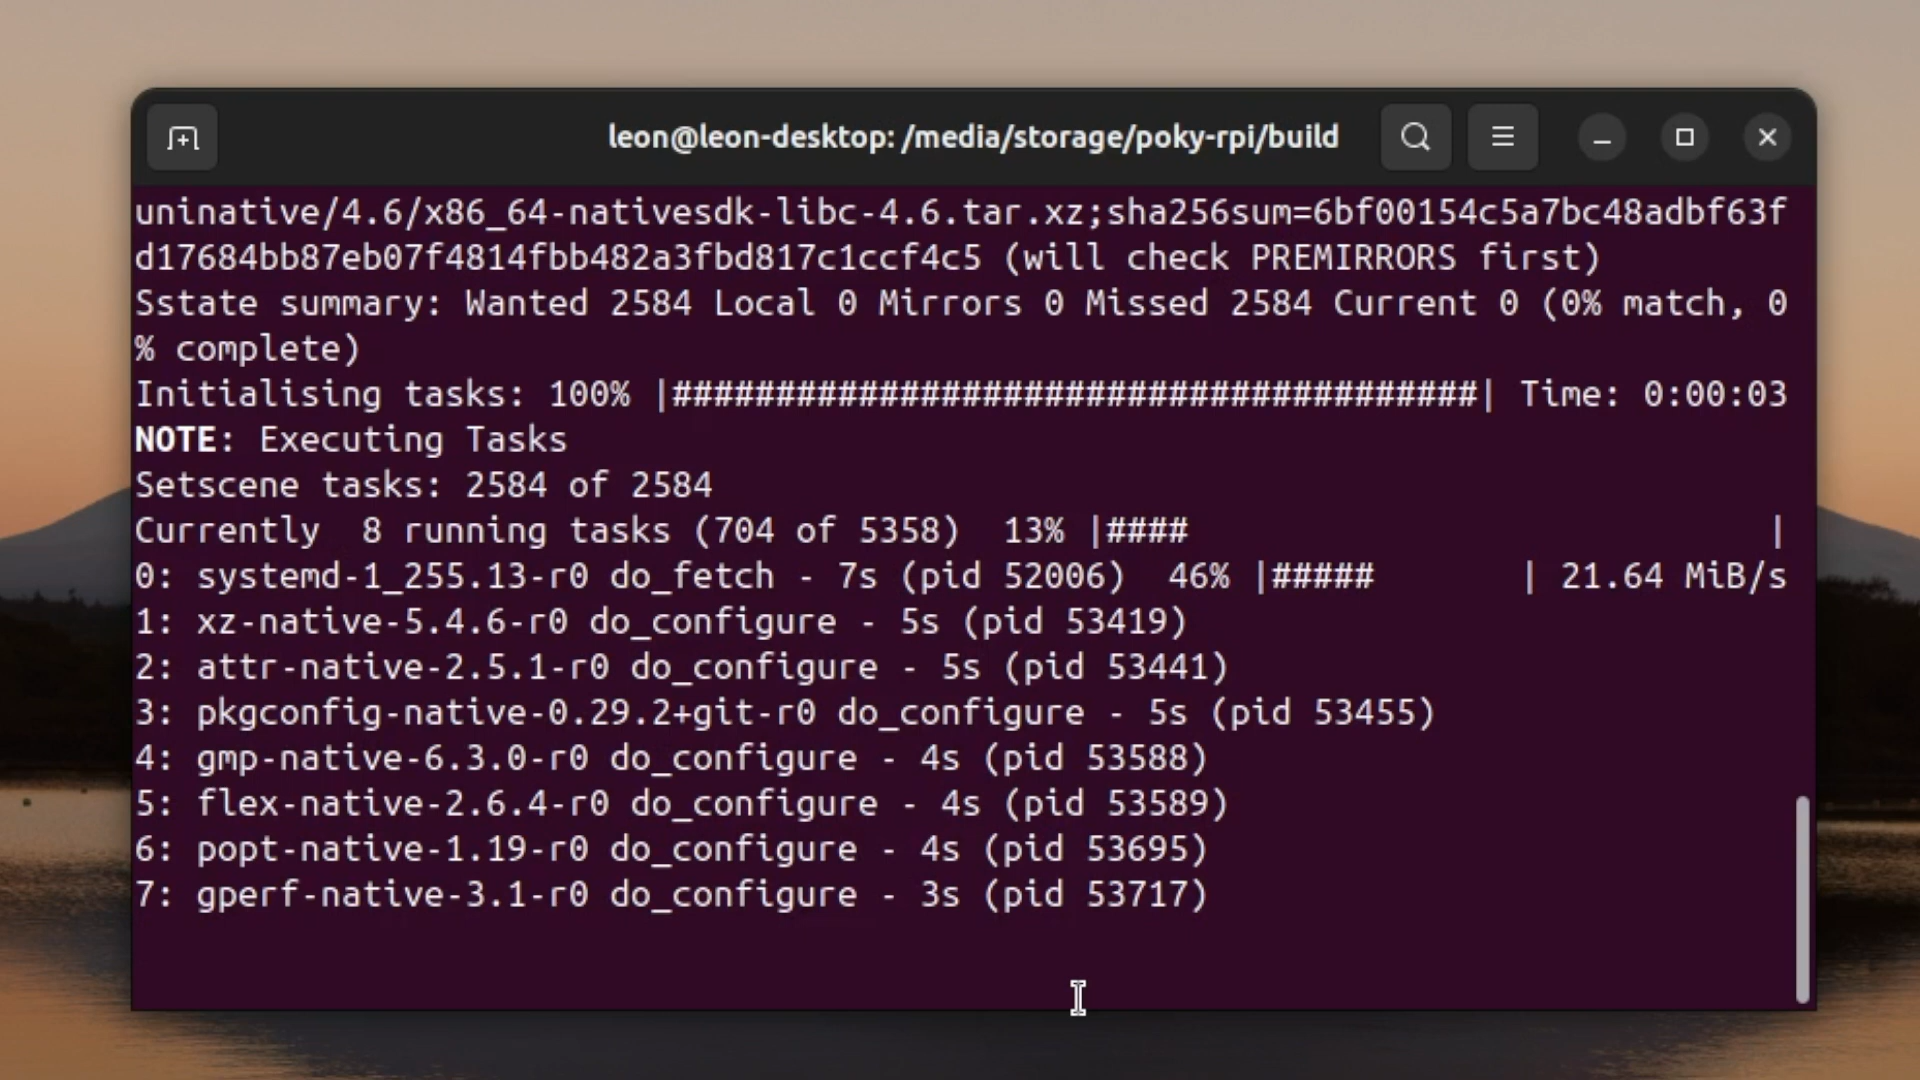 leon@leon-desktop: /media/storage/poky-rpi/build
uninative/4.6/x86_64-nativesdk-libc-4.6.tar.xz;sha256sum=6bf00154c5a7bc48adbf63f
d17684bb87eb07f4814fbb482a3fbd817c1ccf4c5 (will check PREMIRRORS first)
Sstate summary: Wanted 2584 Local 0 Mirrors 0 Missed 2584 Current 0 (0% match, 0
% complete)
Initialising tasks: 100% |#######################################| Time: 0:00:03
NOTE: Executing Tasks
Setscene tasks: 2584 of 2584
Currently  8 running tasks (704 of 5358)  13% |####                            |
0: systemd-1_255.13-r0 do_fetch - 7s (pid 52006)  46% |#####       | 21.64 MiB/s
1: xz-native-5.4.6-r0 do_configure - 5s (pid 53419)
2: attr-native-2.5.1-r0 do_configure - 5s (pid 53441)
3: pkgconfig-native-0.29.2+git-r0 do_configure - 5s (pid 53455)
4: gmp-native-6.3.0-r0 do_configure - 4s (pid 53588)
5: flex-native-2.6.4-r0 do_configure - 4s (pid 53589)
6: popt-native-1.19-r0 do_configure - 4s (pid 53695)
7: gperf-native-3.1-r0 do_configure - 3s (pid 53717)